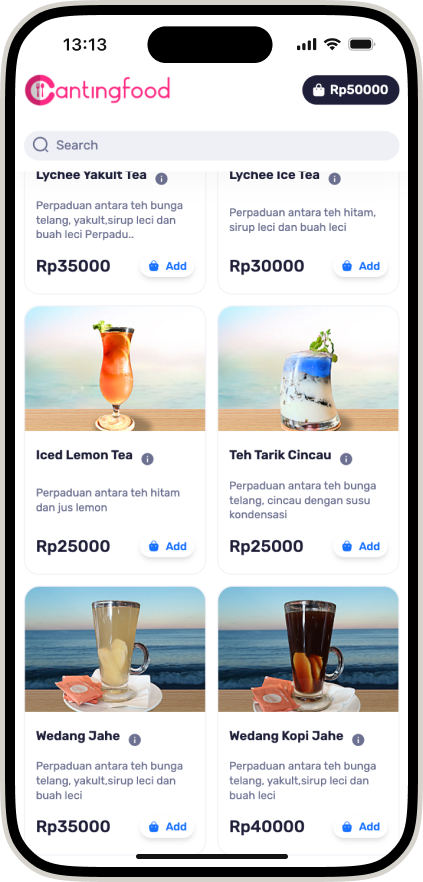 13:13
Cantingfood
Rp50000
Search
Lychee Yakult Tea
Perpaduan antara teh bunga
telang, yakult,sirup leci dan
buah leci Perpadu..
Rp35000
Add
Lychee Ice Tea
Perpaduan antara teh hitam,
sirup leci dan buah leci
Rp30000
Add
Iced Lemon Tea
Perpaduan antara teh hitam
dan jus lemon
Rp25000
Add
Teh Tarik Cincau
Perpaduan antara teh bunga
telang, cincau dengan susu
kondensasi
Rp25000
Add
Wedang Jahe
Perpaduan antara teh bunga
telang, yakult,sirup leci dan
buah leci
Rp35000
Add
Wedang Kopi Jahe
Perpaduan antara teh bunga
telang, yakult,sirup leci dan
buah leci
Rp40000
Add